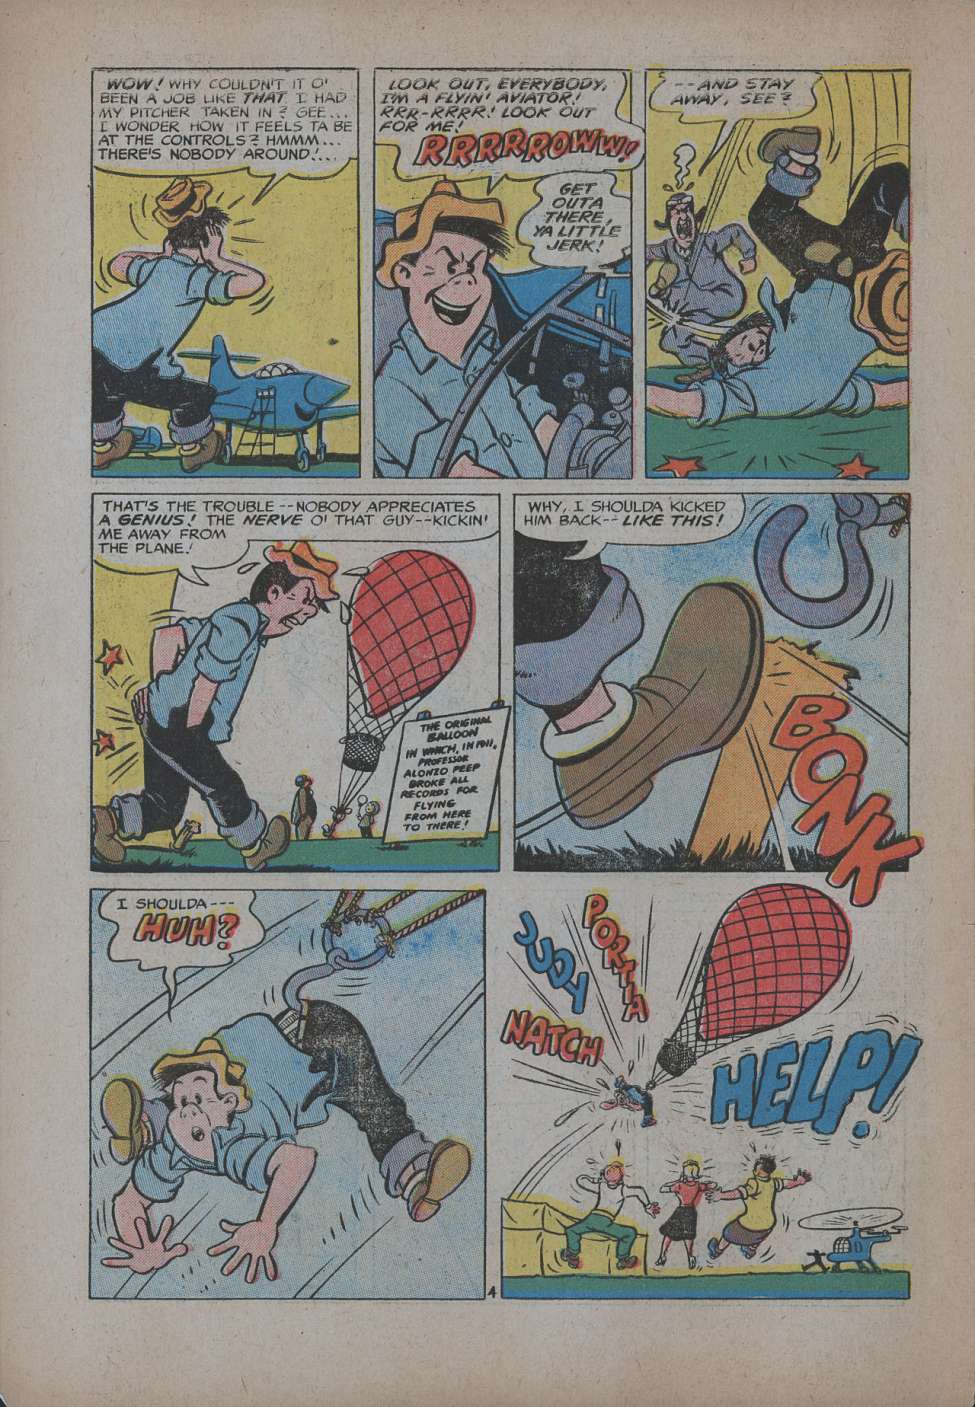 WOW! WHY COULDN'T IT O'
BEEN A JOB LIKE THAT I HAD
MY PITCHER TAKEN IN? GEE...
I WONDER HOW IT FEELS TA BE
AT THE CONTROLS? HMMM...
THERE'S NOBODY AROUND!...
LOOK OUT, EVERYBODY,
I'M A FLYIN' AVIATOR!
RRR-RRRR! LOOK OUT
FOR ME!
RRRRROWW!
GET
OUTA
THERE,
YA LITTLE
JERK!
--AND STAY
AWAY, SEE?
THAT'S THE TROUBLE--NOBODY APPRECIATES
A GENIUS! THE NERVE O' THAT GUY--KICKIN'
ME AWAY FROM
THE PLANE!
THE ORIGINAL
BALLOON
IN WHICH, IN 1911,
PROFESSOR
ALONZO PEEP
BROKE ALL
RECORDS FOR
FLYING
FROM HERE
TO THERE!
WHY, I SHOULDA KICKED
HIM BACK--LIKE THIS!
BONK
I SHOULDA---
HUH?
JUDY
PORKIA
NATCH
HELP!
4